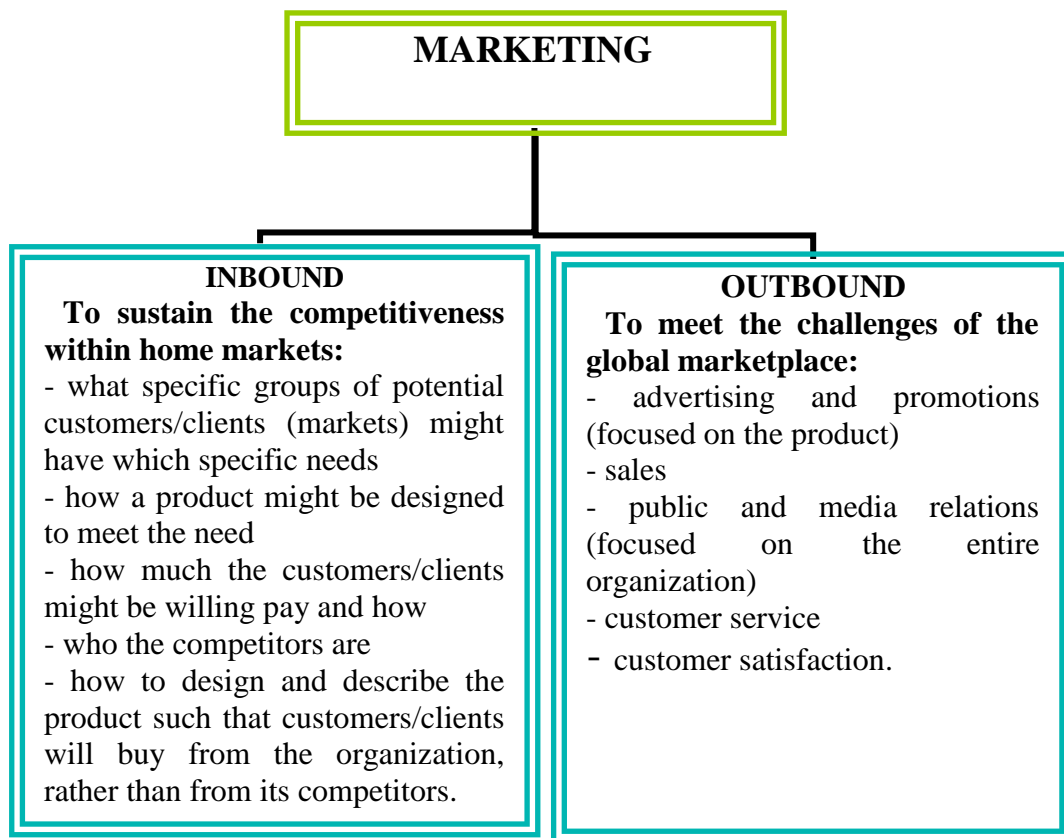 MARKETING
INBOUND
To sustain the competitiveness
within home markets:
- what specific groups of potential
customers/clients (markets) might
have which specific needs
- how a product might be designed
to meet the need
- how much the customers/clients
might be willing pay and how
- who the competitors are
- how to design and describe the
product such that customers/clients
will buy from the organization,
rather than from its competitors.
OUTBOUND
To meet the challenges of the
global marketplace:
- advertising and promotions
(focused on the product)
- sales
- public and media relations
(focused on the entire
organization)
- customer service
- customer satisfaction.